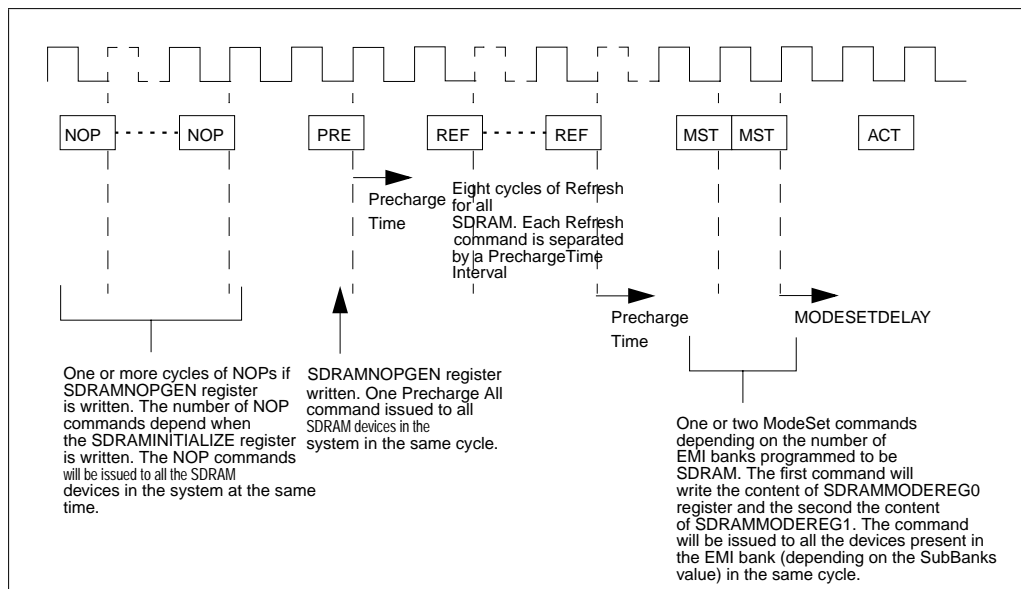 NOP NOP PRE REF REF MST MST ACT
Precharge
Time
Eight cycles of Refresh
for all
SDRAM. Each Refresh
command is separated
by a PrechargeTime
Interval
Precharge
Time
MODESETDELAY
One or more cycles of NOPs if
SDRAMNOPGEN register
is written. The number of NOP
commands depend when
the SDRAMINITIALIZE register
is written. The NOP commands
will be issued to all the SDRAM
devices in the system at the same
time.
SDRAMNOPGEN register
written. One Precharge All
command issued to all
SDRAM devices in the
system in the same cycle.
One or two ModeSet commands
depending on the number of
EMI banks programmed to be
SDRAM. The first command will
write the content of SDRAMMODEREG0
register and the second the content
of SDRAMMODEREG1. The command
will be issued to all the devices present in
the EMI bank (depending on the SubBanks
value) in the same cycle.